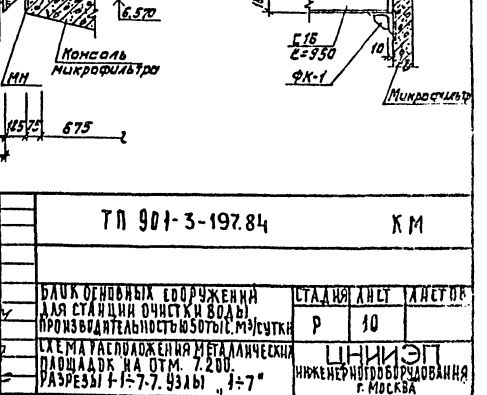 6.570
Консоль
микрофильтра
МН
125 75 675
С 16
ℓ=950
ФК-1
10
Микрофильтр
ТП 901-3-197.84 КМ
БЛОК ОСНОВНЫХ СООРУЖЕНИЙ
ДЛЯ СТАНЦИИ ОЧИСТКИ ВОДЫ
ПРОИЗВОДИТЕЛЬНОСТЬЮ 50 ТЫС. М³/СУТКИ
СТАДИЯ ЛИСТ ЛИСТОВ
Р 10
СХЕМА РАСПОЛОЖЕНИЯ МЕТАЛЛИЧЕСКИХ
ПЛОЩАДОК НА ОТМ. 7.200.
РАЗРЕЗЫ 1-1÷7-7. УЗЛЫ „1÷7"
ЦНИИЭП
ИНЖЕНЕРНОГО ОБОРУДОВАНИЯ
Г. МОСКВА